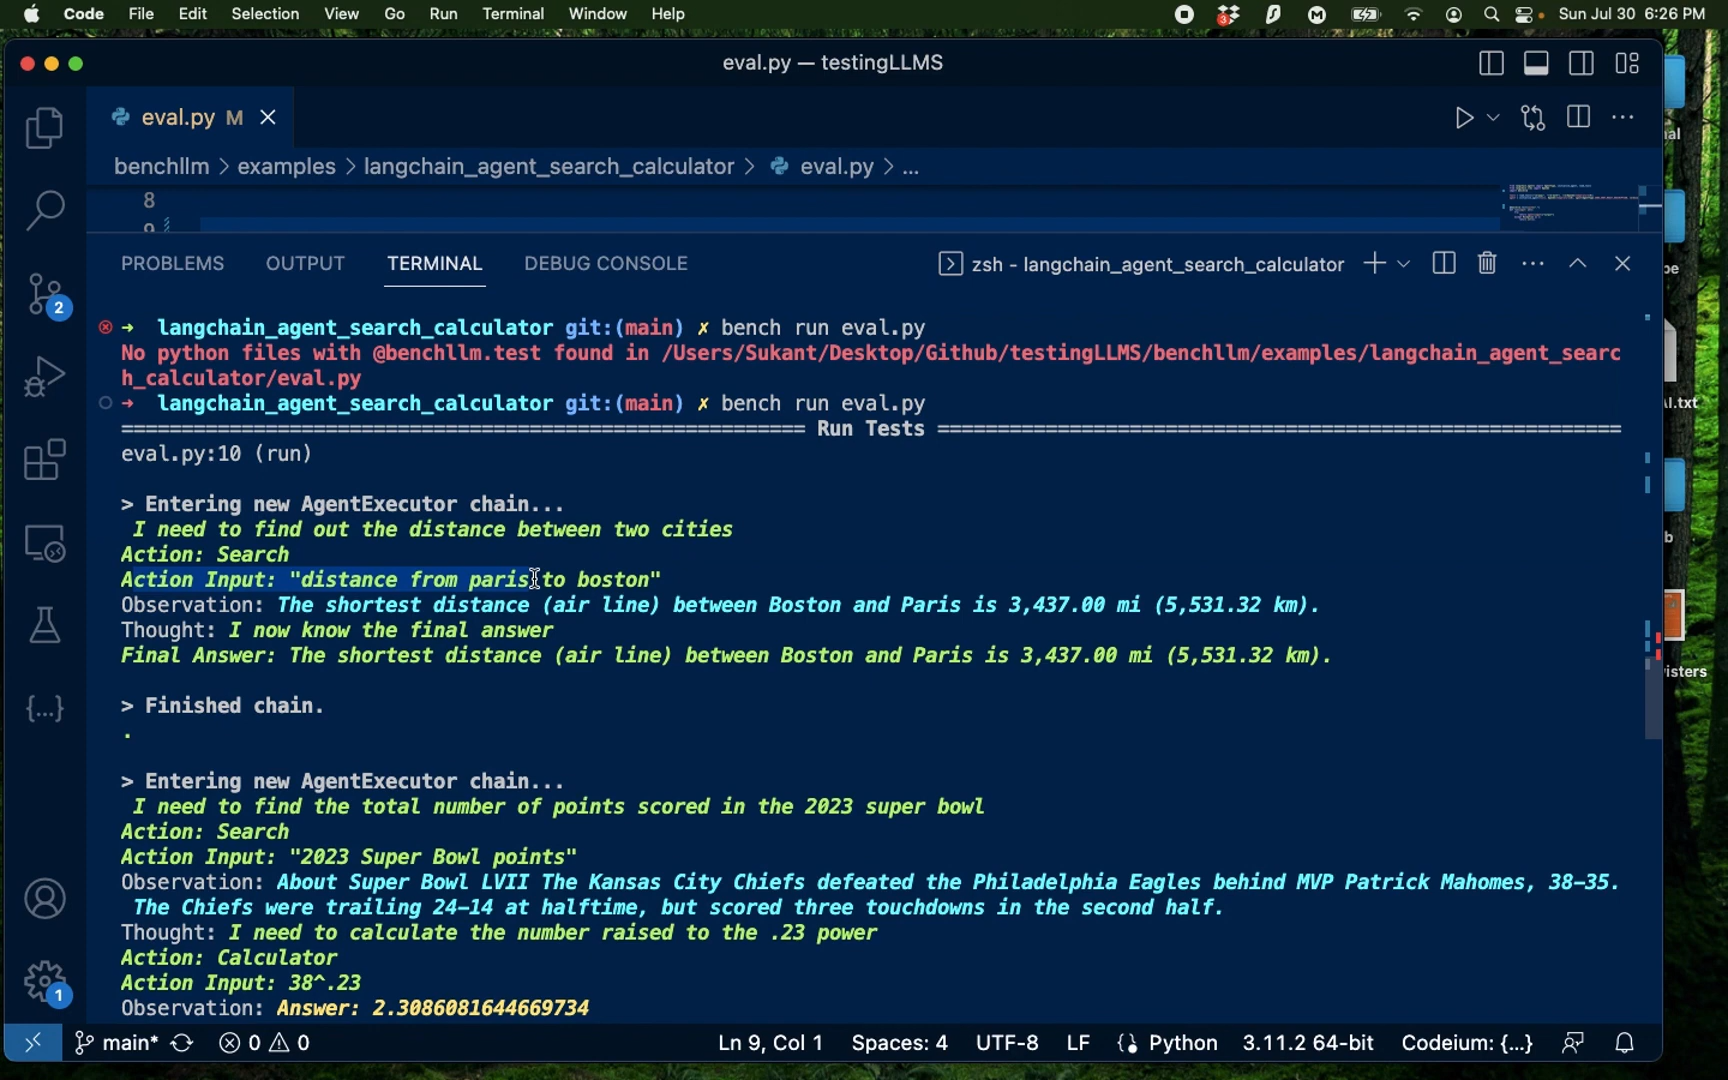 Code File Edit Selection View Go Run Terminal Window Help 3 M Sun Jul 30 6:26 PM
eval.py — testingLLMS
eval.py M
benchllm > examples > langchain_agent_search_calculator > eval.py > ...
8
9
PROBLEMS OUTPUT TERMINAL DEBUG CONSOLE zsh - langchain_agent_search_calculator
2
→ langchain_agent_search_calculator git:(main) ✗ bench run eval.py
No python files with @benchllm.test found in /Users/Sukant/Desktop/Github/testingLLMS/benchllm/examples/langchain_agent_searc
h_calculator/eval.py
→ langchain_agent_search_calculator git:(main) ✗ bench run eval.py
Run Tests
eval.py:10 (run)
> Entering new AgentExecutor chain...
I need to find out the distance between two cities
Action: Search
Action Input: "distance from paris to boston"
Observation: The shortest distance (air line) between Boston and Paris is 3,437.00 mi (5,531.32 km).
Thought: I now know the final answer
Final Answer: The shortest distance (air line) between Boston and Paris is 3,437.00 mi (5,531.32 km).
> Finished chain.
.
> Entering new AgentExecutor chain...
I need to find the total number of points scored in the 2023 super bowl
Action: Search
Action Input: "2023 Super Bowl points"
Observation: About Super Bowl LVII The Kansas City Chiefs defeated the Philadelphia Eagles behind MVP Patrick Mahomes, 38–35.
The Chiefs were trailing 24–14 at halftime, but scored three touchdowns in the second half.
Thought: I need to calculate the number raised to the .23 power
Action: Calculator
Action Input: 38^.23
Observation: Answer: 2.3086081644669734
1
main* 0 0 Ln 9, Col 1 Spaces: 4 UTF-8 LF Python 3.11.2 64-bit Codeium: {...}